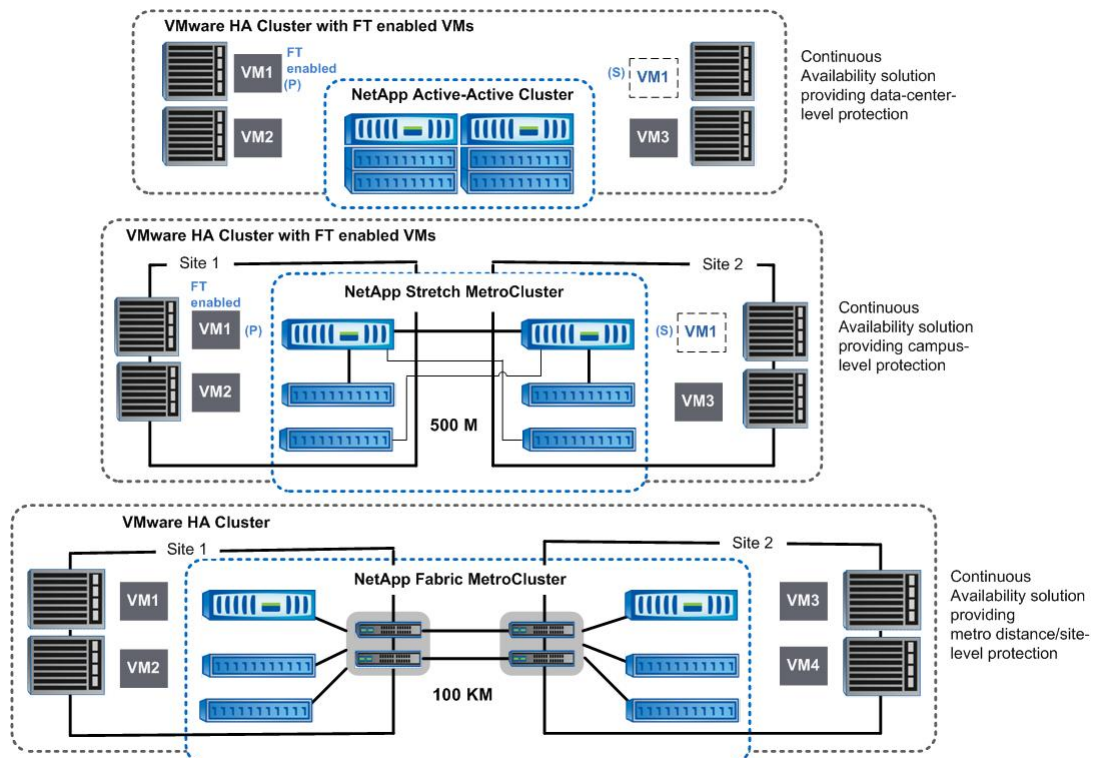 VMware HA Cluster with FT enabled VMs
VM1
FT
enabled
(P)
VM2
NetApp Active-Active Cluster
(S)
VM1
VM3
Continuous
Availability solution
providing data-center-
level protection
VMware HA Cluster with FT enabled VMs
Site 1
Site 2
FT
enabled
VM1
(P)
VM2
NetApp Stretch MetroCluster
500 M
(S)
VM1
VM3
Continuous
Availability solution
providing campus-
level protection
VMware HA Cluster
Site 1
Site 2
VM1
VM2
NetApp Fabric MetroCluster
100 KM
VM3
VM4
Continuous
Availability solution
providing
metro distance/site-
level protection